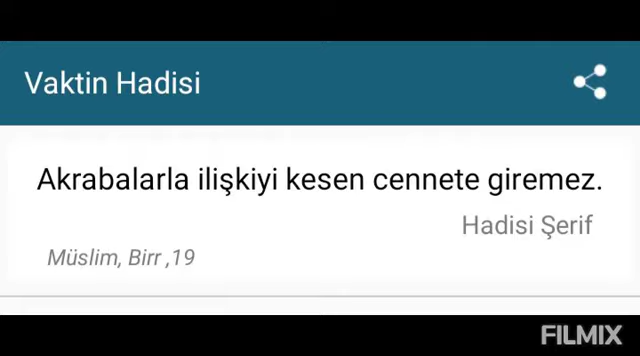 Vaktin Hadisi
Akrabalarla ilişkiyi kesen cennete giremez.
Hadisi Şerif
Müslim, Birr ,19
FILMIX